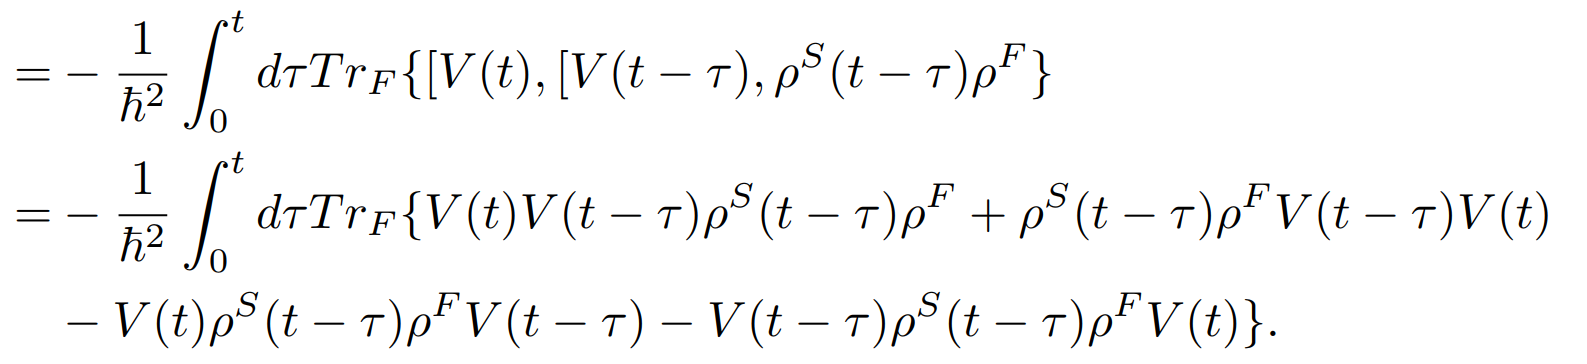 = − 1/ħ² ∫₀ᵗ dτTr_F{[V(t), [V(t − τ), ρ^S(t − τ)ρ^F}
= − 1/ħ² ∫₀ᵗ dτTr_F{V(t)V(t − τ)ρ^S(t − τ)ρ^F + ρ^S(t − τ)ρ^F V(t − τ)V(t)
− V(t)ρ^S(t − τ)ρ^F V(t − τ) − V(t − τ)ρ^S(t − τ)ρ^F V(t)}.